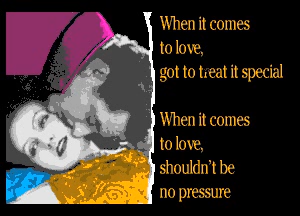 When it comes
to love,
got to treat it special
When it comes
to love,
shouldn't be
no pressure